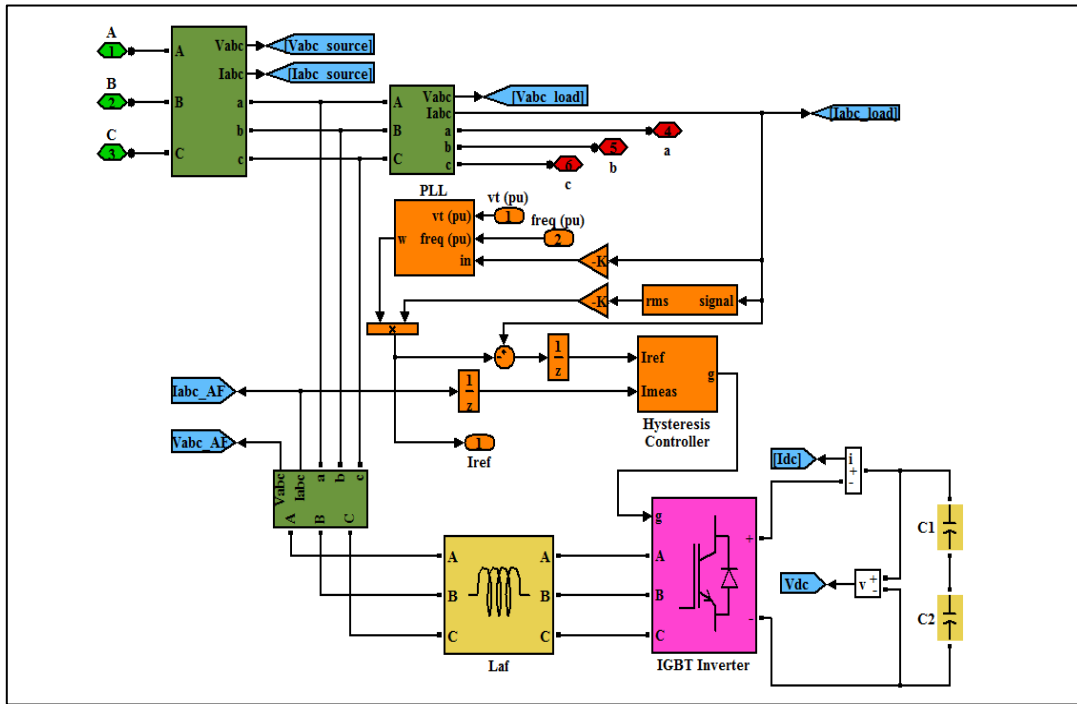 A
1
B
2
C
3
A
B
C
Vabc
Iabc
a
b
c
[Vabc_source]
[Iabc_source]
A
B
C
Vabc
Iabc
a
b
c
[Vabc_load]
[Iabc_load]
4
a
5
b
6
c
PLL
vt (pu)
freq (pu)
in
w
vt (pu)
1
freq (pu)
2
-K
-K
rms
signal
×
-
+
1
z
1
z
Iref
Imeas
g
Hysteresis
Controller
Iabc_AF
Vabc_AF
1
Iref
Vabc
Iabc
a
b
c
A
B
C
A
B
C
A
B
C
Laf
g
A
B
C
+
-
IGBT Inverter
[Idc]
i
+
-
Vdc
v
+
-
C1
C2